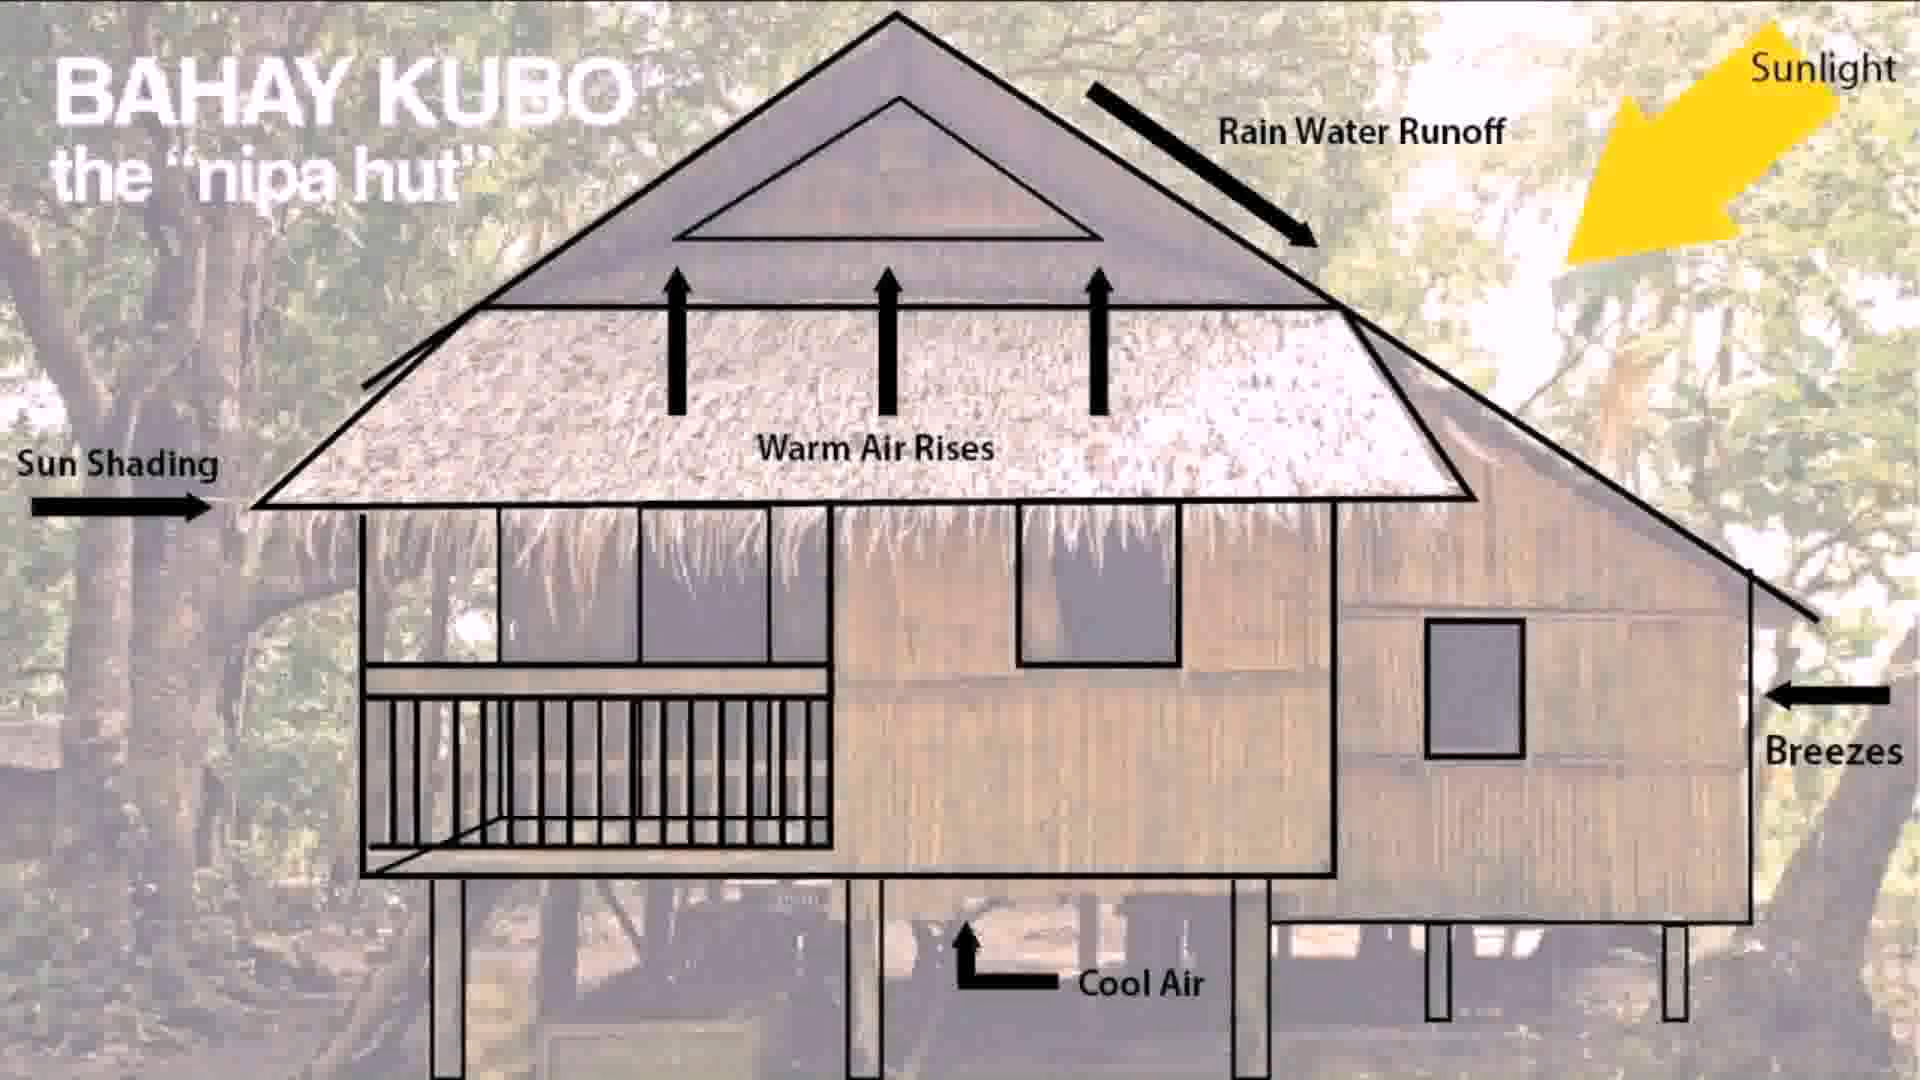 BAHAY KUBO
the “nipa hut”
Sunlight
Rain Water Runoff
Warm Air Rises
Sun Shading
Breezes
Cool Air